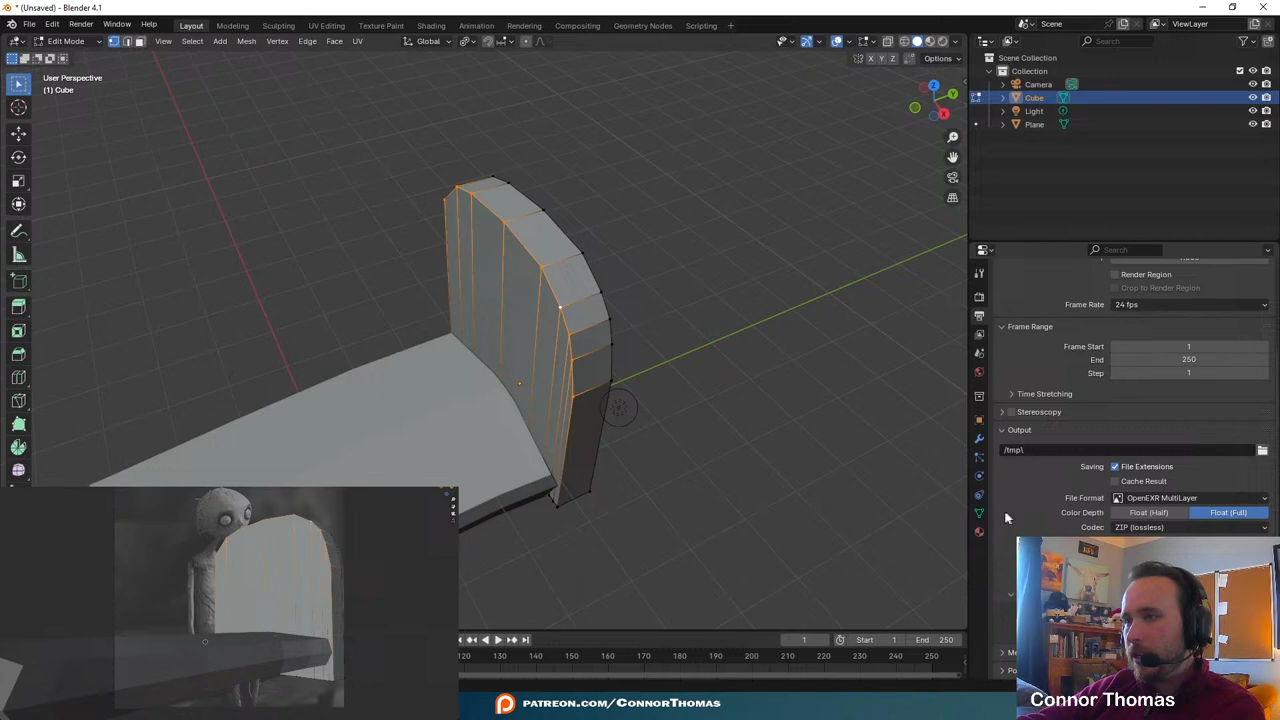 * (Unsaved) - Blender 4.1
File Edit Render Window Help
Layout Modeling Sculpting UV Editing Texture Paint Shading Animation Rendering Compositing Geometry Nodes Scripting +
Scene ViewLayer
Edit Mode View Select Add Mesh Vertex Edge Face UV Global
Search
X Y Z Options
User Perspective
(1) Cube
Scene Collection
Collection
Camera
Cube
Light
Plane
Z
Y
X
Search
Render Region
Crop to Render Region
Frame Rate 24 fps
Frame Range
Frame Start 1
End 250
Step 1
Time Stretching
Stereoscopy
Output
/tmp\
Saving File Extensions
Cache Result
File Format OpenEXR MultiLayer
Color Depth Float (Half) Float (Full)
Codec ZIP (lossless)
1 Start 1 End 250
120 130 140 150 160 170 180 190 200 210 220 230 240 250
PATREON.COM/CONNORTHOMAS
Connor Thomas